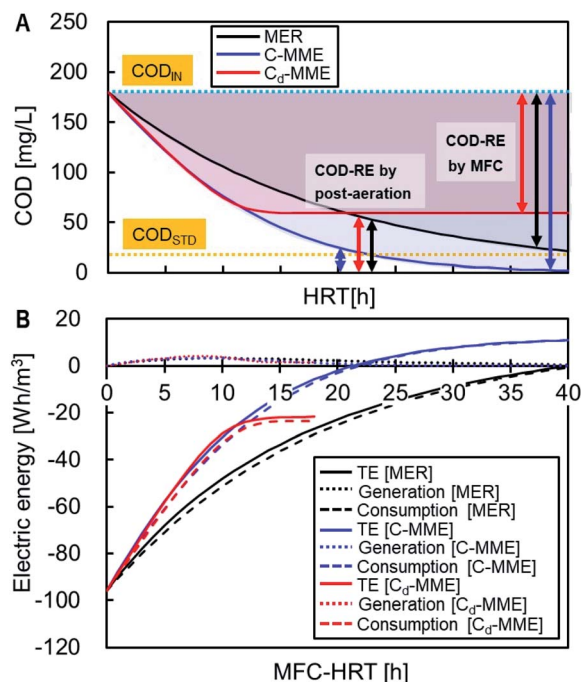 A
COD [mg/L]
250
200
150
100
50
0
MER
C-MME
Cd-MME
COD_IN
COD-RE by
post-aeration
COD-RE
by MFC
COD_STD
HRT[h]
B
Electric energy [Wh/m³]
20
0
-20
-40
-60
-80
-100
-120
0 5 10 15 20 25 30 35 40
TE [MER]
Generation [MER]
Consumption [MER]
TE [C-MME]
Generation [C-MME]
Consumption [C-MME]
TE [Cd-MME]
Generation [Cd-MME]
Consumption [Cd-MME]
MFC-HRT [h]